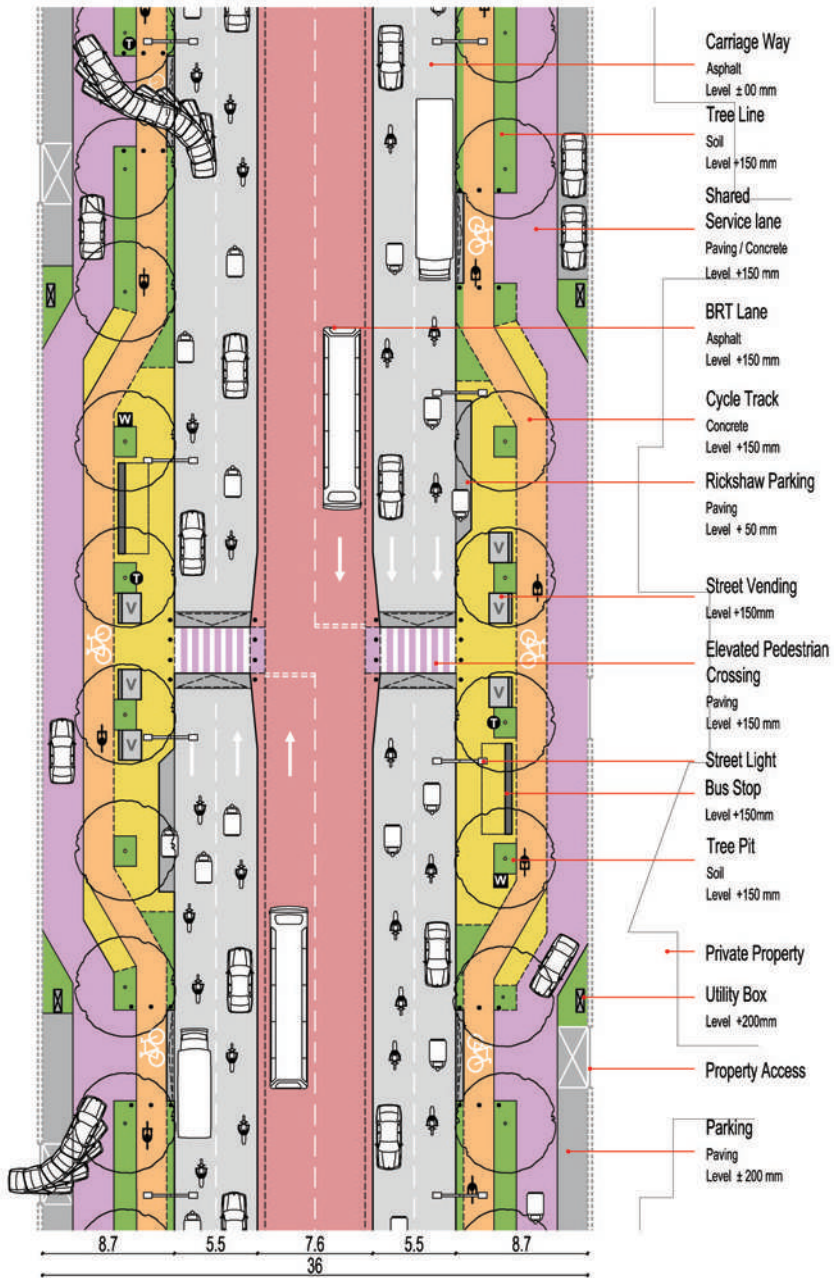 Carriage Way
Asphalt
Level ± 00 mm
Tree Line
Soil
Level +150 mm
Shared
Service lane
Paving / Concrete
Level +150 mm
BRT Lane
Asphalt
Level +150 mm
Cycle Track
Concrete
Level +150 mm
Rickshaw Parking
Paving
Level + 50 mm
Street Vending
Level +150mm
Elevated Pedestrian
Crossing
Paving
Level +150 mm
Street Light
Bus Stop
Level +150mm
Tree Pit
Soil
Level +150 mm
Private Property
Utility Box
Level +200mm
Property Access
Parking
Paving
Level ± 200 mm
T
W
T
V
V
V
V
V
V
V
V
T
W
8.7 5.5 7.6 5.5 8.7
36